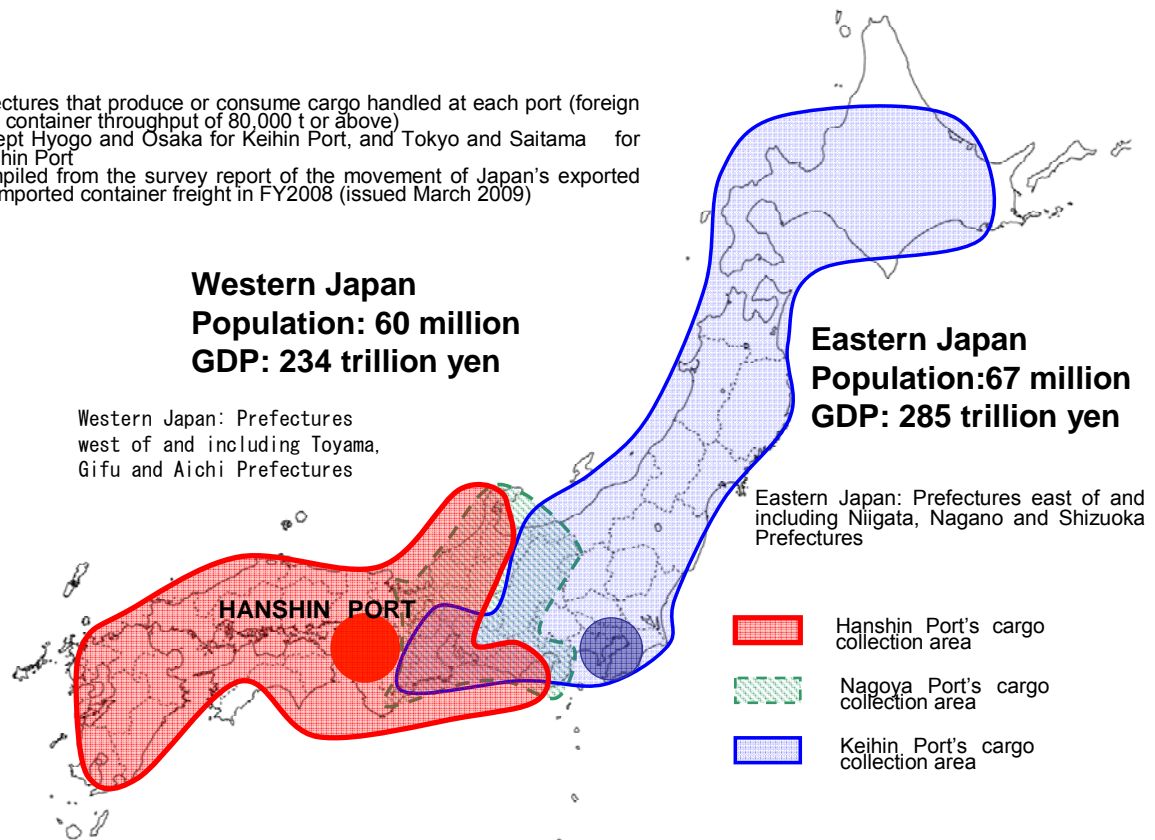 ectures that produce or consume cargo handled at each port (foreign
container throughput of 80,000 t or above)
ept Hyogo and Osaka for Keihin Port, and Tokyo and Saitama for
hin Port
mpiled from the survey report of the movement of Japan's exported
imported container freight in FY2008 (issued March 2009)
Western Japan
Population: 60 million
GDP: 234 trillion yen
Western Japan: Prefectures
west of and including Toyama,
Gifu and Aichi Prefectures
Eastern Japan
Population:67 million
GDP: 285 trillion yen
Eastern Japan: Prefectures east of and
including Niigata, Nagano and Shizuoka
Prefectures
HANSHIN PORT
Hanshin Port's cargo
collection area
Nagoya Port's cargo
collection area
Keihin Port's cargo
collection area